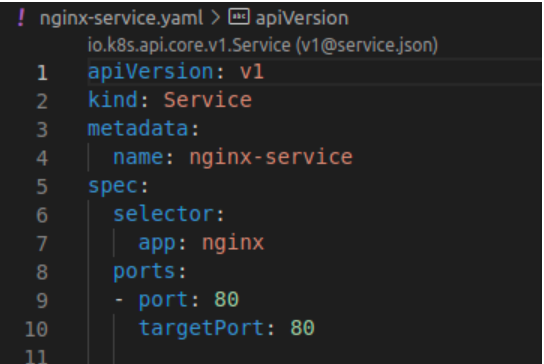 ! nginx-service.yaml > abc apiVersion
io.k8s.api.core.v1.Service (v1@service.json)
1 apiVersion: v1
2 kind: Service
3 metadata:
4   name: nginx-service
5 spec:
6   selector:
7     app: nginx
8   ports:
9   - port: 80
10     targetPort: 80
11